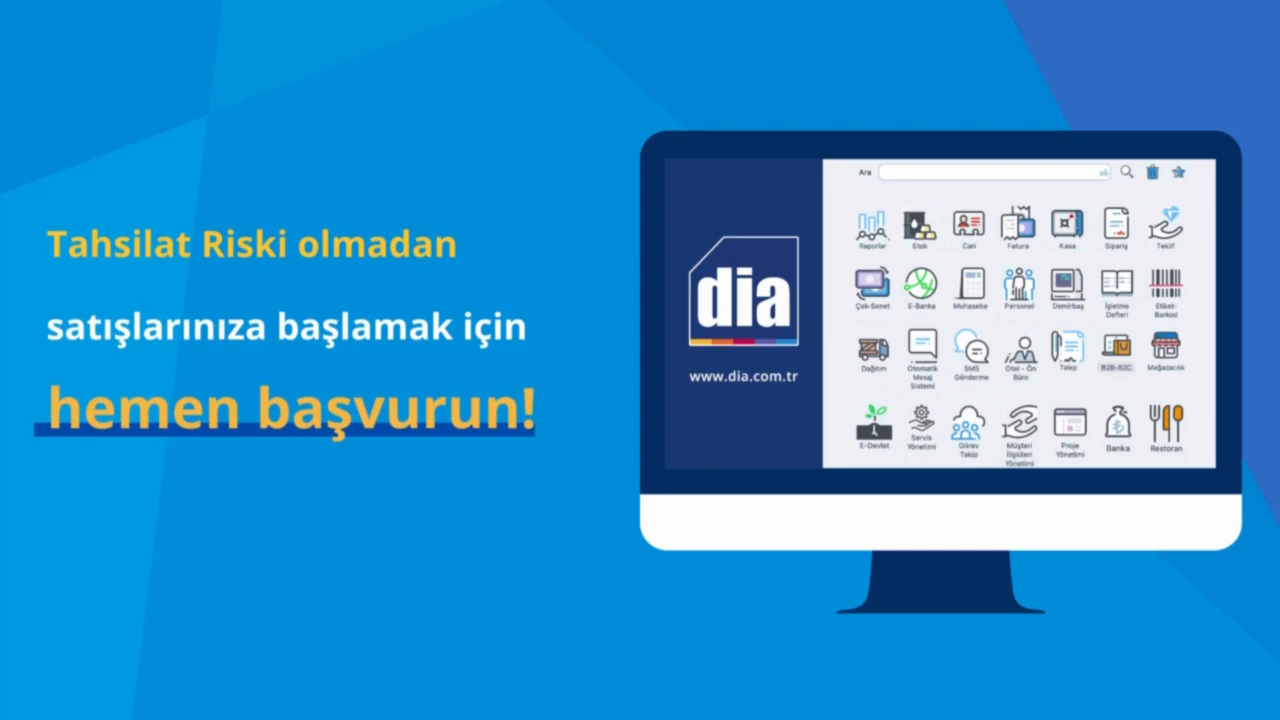 Tahsilat Riski olmadan
satışlarınıza başlamak için
hemen başvurun!
dia
www.dia.com.tr
Ara
Raporlar Stok Cari Fatura Kasa Sipariş Teklif
Çek-Senet E-Banka Muhasebe Personel Demirbaş İşletme Defteri Etiket-Barkod
Dağıtım Otomatik Mesaj Sistemi SMS Gönderme Otel - Ön Büro Talep B2B-B2C Mağazacılık
E-Devlet Servis Yönetimi Görev Takip Müşteri İlişkileri Yönetimi Proje Yönetimi Banka Restoran